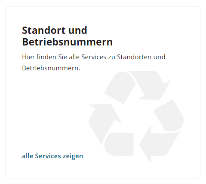 Standort und
Betriebsnummern
Hier finden Sie alle Services zu Standorten und
Betriebsnummern.
alle Services zeigen